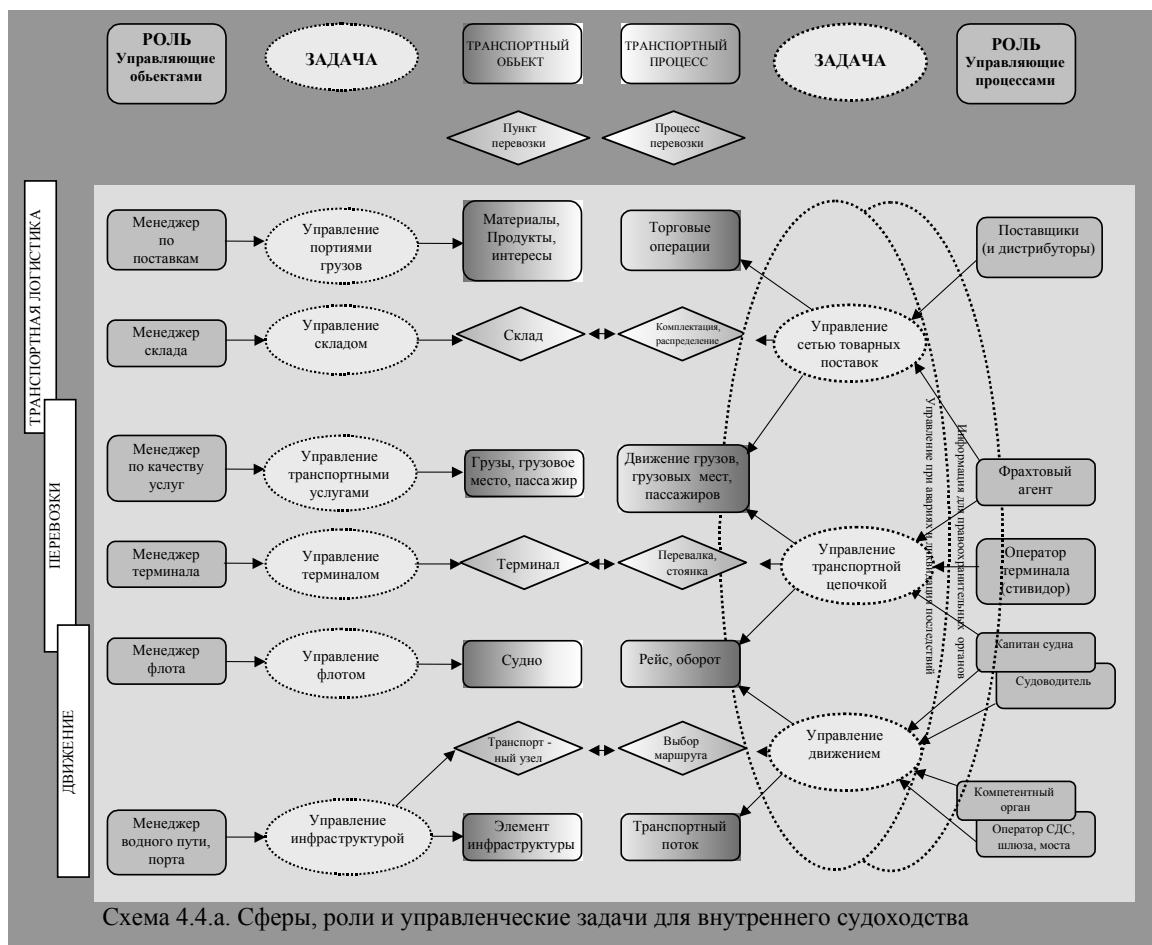 РОЛЬ
Управляющие
обьектами
ЗАДАЧА
ТРАНСПОРТНЫЙ
ОБЬЕКТ
ТРАНСПОРТНЫЙ
ПРОЦЕСС
ЗАДАЧА
РОЛЬ
Управляющие
процессами
Пункт
перевозки
Процесс
перевозки
ТРАНСПОРТНАЯ ЛОГИСТИКА
Менеджер
по
поставкам
Управление
портиями
грузов
Материалы,
Продукты,
интересы
Торговые
операции
Поставщики
(и дистрибуторы)
Менеджер
склада
Управление
складом
Склад
Комплектация,
распределение
Управление
сетью товарных
поставок
ПЕРЕВОЗКИ
Менеджер
по качеству
услуг
Управление
транспортными
услугами
Грузы, грузовое
место, пассажир
Движение грузов,
грузовых мест,
пассажиров
Управление при авариях и ликвидация последствий
Информация для правоохранительных органов
Фрахтовый
агент
Менеджер
терминала
Управление
терминалом
Терминал
Перевалка,
стоянка
Управление
транспортной
цепочкой
Оператор
терминала
(стивидор)
ДВИЖЕНИЕ
Менеджер
флота
Управление
флотом
Судно
Рейс, оборот
Капитан судна
Судоводитель
Транспорт -
ный узел
Выбор
маршрута
Управление
движением
Компетентный
орган
Менеджер
водного пути,
порта
Управление
инфраструктурой
Элемент
инфраструктуры
Транспортный
поток
Оператор СДС,
шлюза, моста
Схема 4.4.а. Сферы, роли и управленческие задачи для внутреннего судоходства